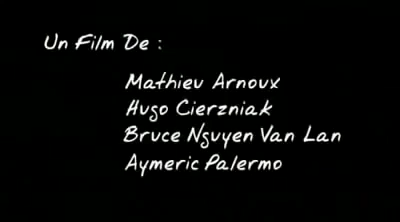 Un Film De :
Mathieu Arnoux
Hugo Cierzniak
Bruce Nguyen Van Lan
Aymeric Palermo